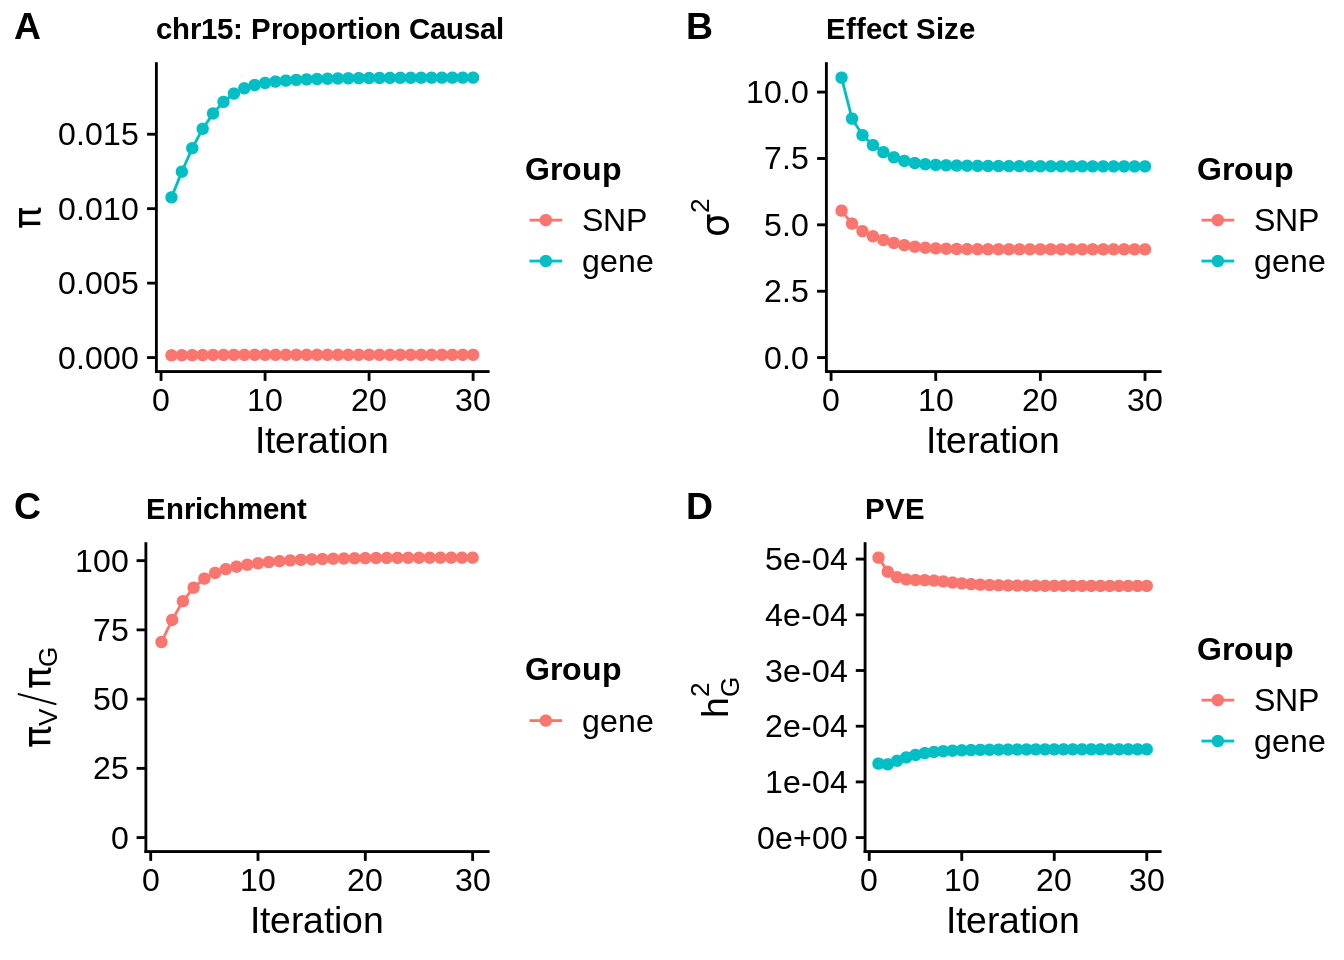 A
chr15: Proportion Causal
π
0.015
0.010
0.005
0.000
0 10 20 30
Iteration
Group
SNP
gene
B
Effect Size
σ²
10.0
7.5
5.0
2.5
0.0
0 10 20 30
Iteration
Group
SNP
gene
C
Enrichment
π_V/π_G
100
75
50
25
0
0 10 20 30
Iteration
Group
gene
D
PVE
h²_G
5e-04
4e-04
3e-04
2e-04
1e-04
0e+00
0 10 20 30
Iteration
Group
SNP
gene